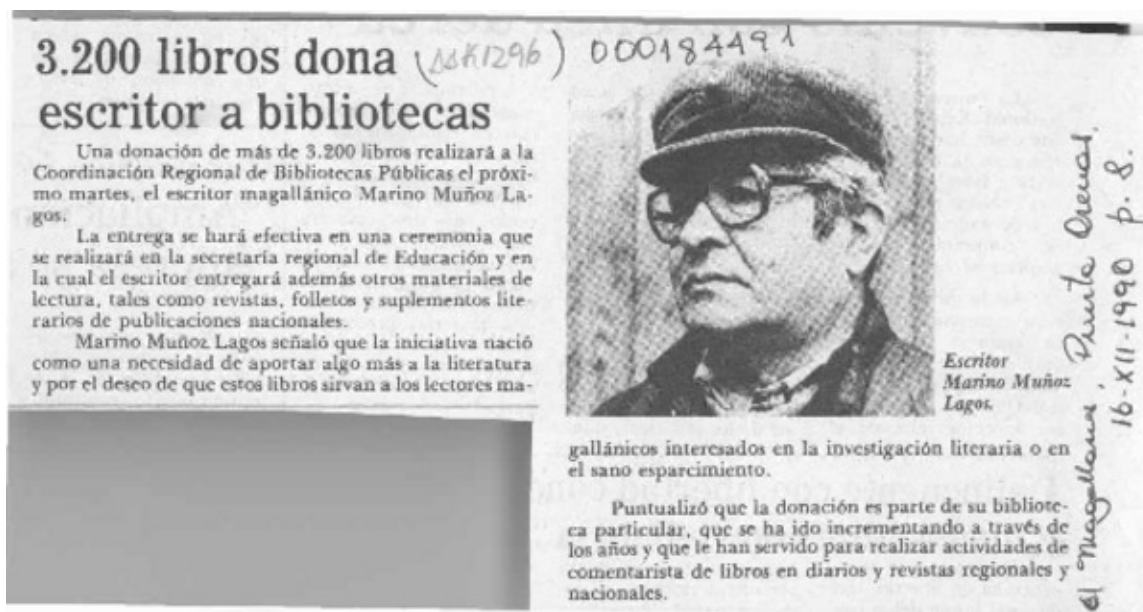 3.200 libros dona
escritor a bibliotecas
(AAK1296) 000184491
Una donación de más de 3.200 libros realizará a la
Coordinación Regional de Bibliotecas Públicas el próxi-
mo martes, el escritor magallánico Marino Muñoz La-
gos.
La entrega se hará efectiva en una ceremonia que
se realizará en la secretaría regional de Educación y en
la cual el escritor entregará además otros materiales de
lectura, tales como revistas, folletos y suplementos lite-
rarios de publicaciones nacionales.
Marino Muñoz Lagos señaló que la iniciativa nació
como una necesidad de aportar algo más a la literatura
y por el deseo de que estos libros sirvan a los lectores ma-
Escritor
Marino Muñoz
Lagos.
gallánicos interesados en la investigación literaria o en
el sano esparcimiento.
Puntualizó que la donación es parte de su bibliote-
ca particular, que se ha ido incrementando a través de
los años y que le han servido para realizar actividades de
comentarista de libros en diarios y revistas regionales y
nacionales.
El Magallanes, Punta Arenas,
16-XII-1990 p. 8.